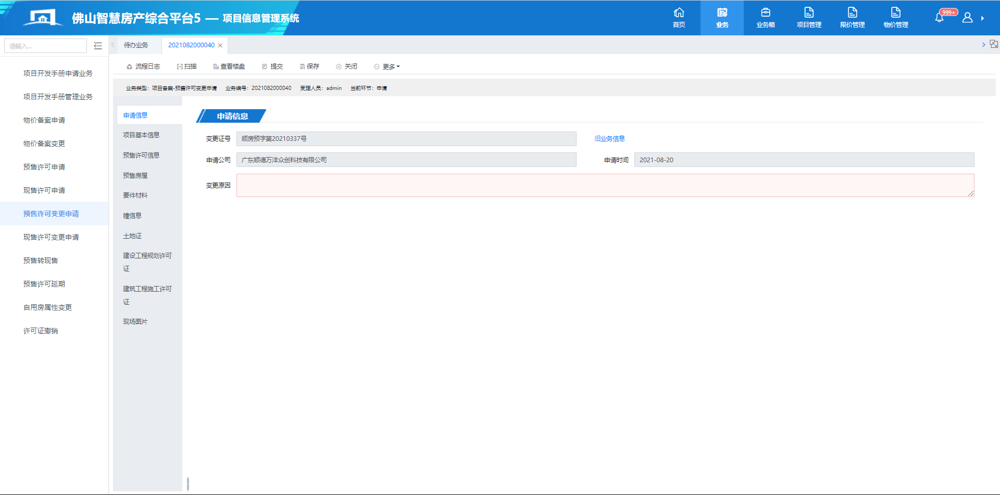 佛山智慧房产综合平台5 — 项目信息管理系统
首页
业务
业务箱
项目管理
限价管理
物价管理
999+
请输入...
待办业务
2021082000040
项目开发手册申请业务
项目开发手册管理业务
物价备案申请
物价备案变更
预售许可申请
现售许可申请
预售许可变更申请
现售许可变更申请
预售转现售
预售许可延期
自用房属性变更
许可证撤销
流程日志
扫描
查看楼盘
提交
保存
关闭
更多
业务类型：项目备案-预售许可变更申请 业务编号：2021082000040 受理人员：admin 当前环节：申请
申请信息
项目基本信息
预售许可信息
预售房屋
要件材料
幢信息
土地证
建设工程规划许可
证
建筑工程施工许可
证
现场图片
申请信息
变更证号 顺房预字第20210337号 旧业务信息
申请公司 广东顺德万洋众创科技有限公司 申请时间 2021-08-20
变更原因